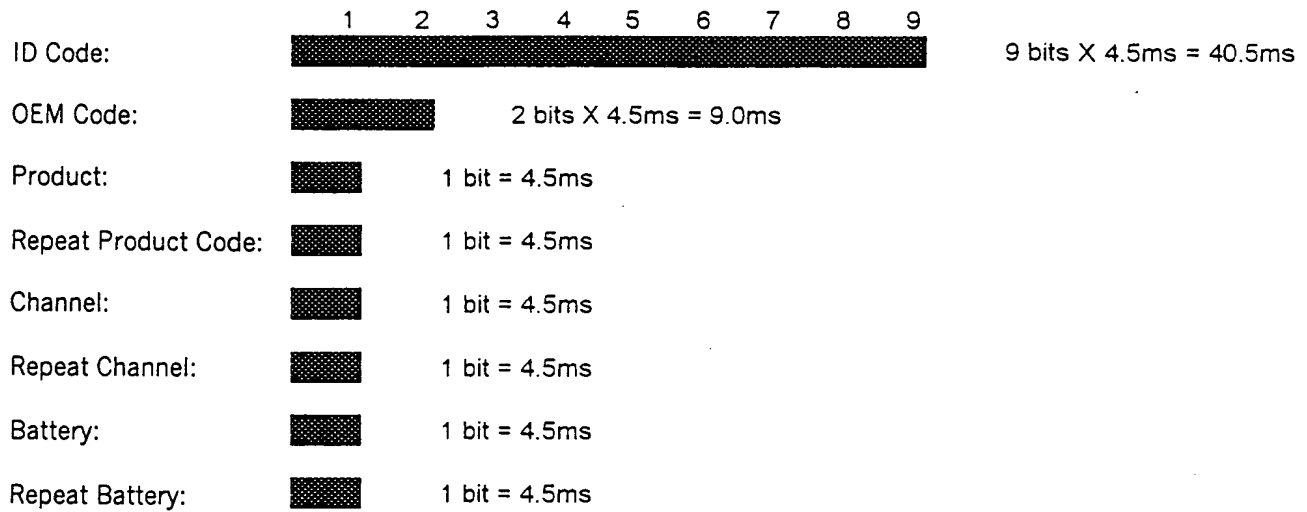 1 2 3 4 5 6 7 8 9
ID Code: 9 bits X 4.5ms = 40.5ms
OEM Code: 2 bits X 4.5ms = 9.0ms
Product: 1 bit = 4.5ms
Repeat Product Code: 1 bit = 4.5ms
Channel: 1 bit = 4.5ms
Repeat Channel: 1 bit = 4.5ms
Battery: 1 bit = 4.5ms
Repeat Battery: 1 bit = 4.5ms